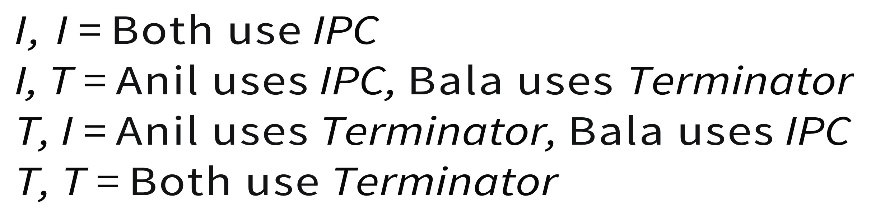 I, I = Both use IPC
I, T = Anil uses IPC, Bala uses Terminator
T, I = Anil uses Terminator, Bala uses IPC
T, T = Both use Terminator